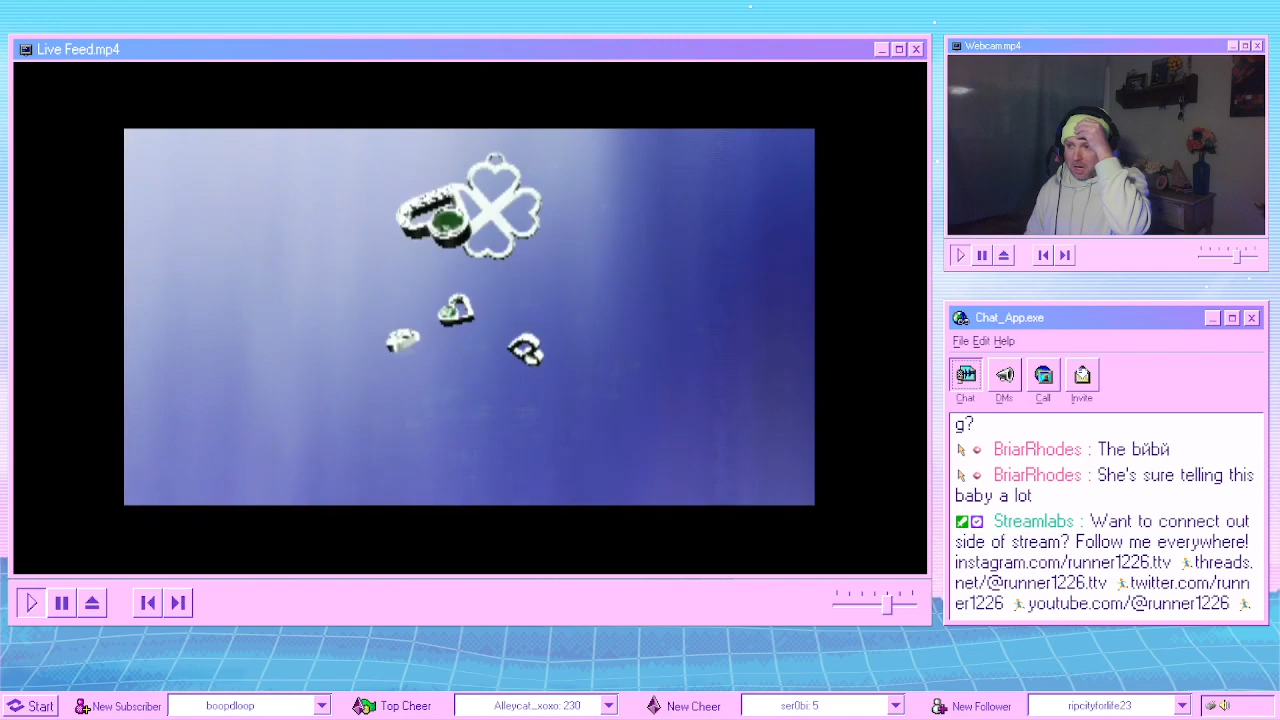 Live Feed.mp4
Webcam.mp4
Chat_App.exe
File Edit Help
Chat DMs Call Invite
g?
BriarRhodes : The bйbй
BriarRhodes : She's sure telling this
baby a lot
Streamlabs : Want to connect out
side of stream? Follow me everywhere!
instagram.com/runner1226.ttv 🏃threads.
net/@runner1226.ttv 🏃twitter.com/runn
er1226 🏃youtube.com/@runner1226 🏃
Start New Subscriber boopdloop Top Cheer Alleycat_xoxo: 230 New Cheer ser0bi: 5 New Follower ripcityforlife23